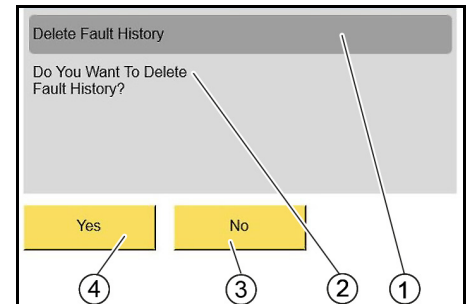 Delete Fault History
Do You Want To Delete
Fault History?
Yes
No
4
3
2
1